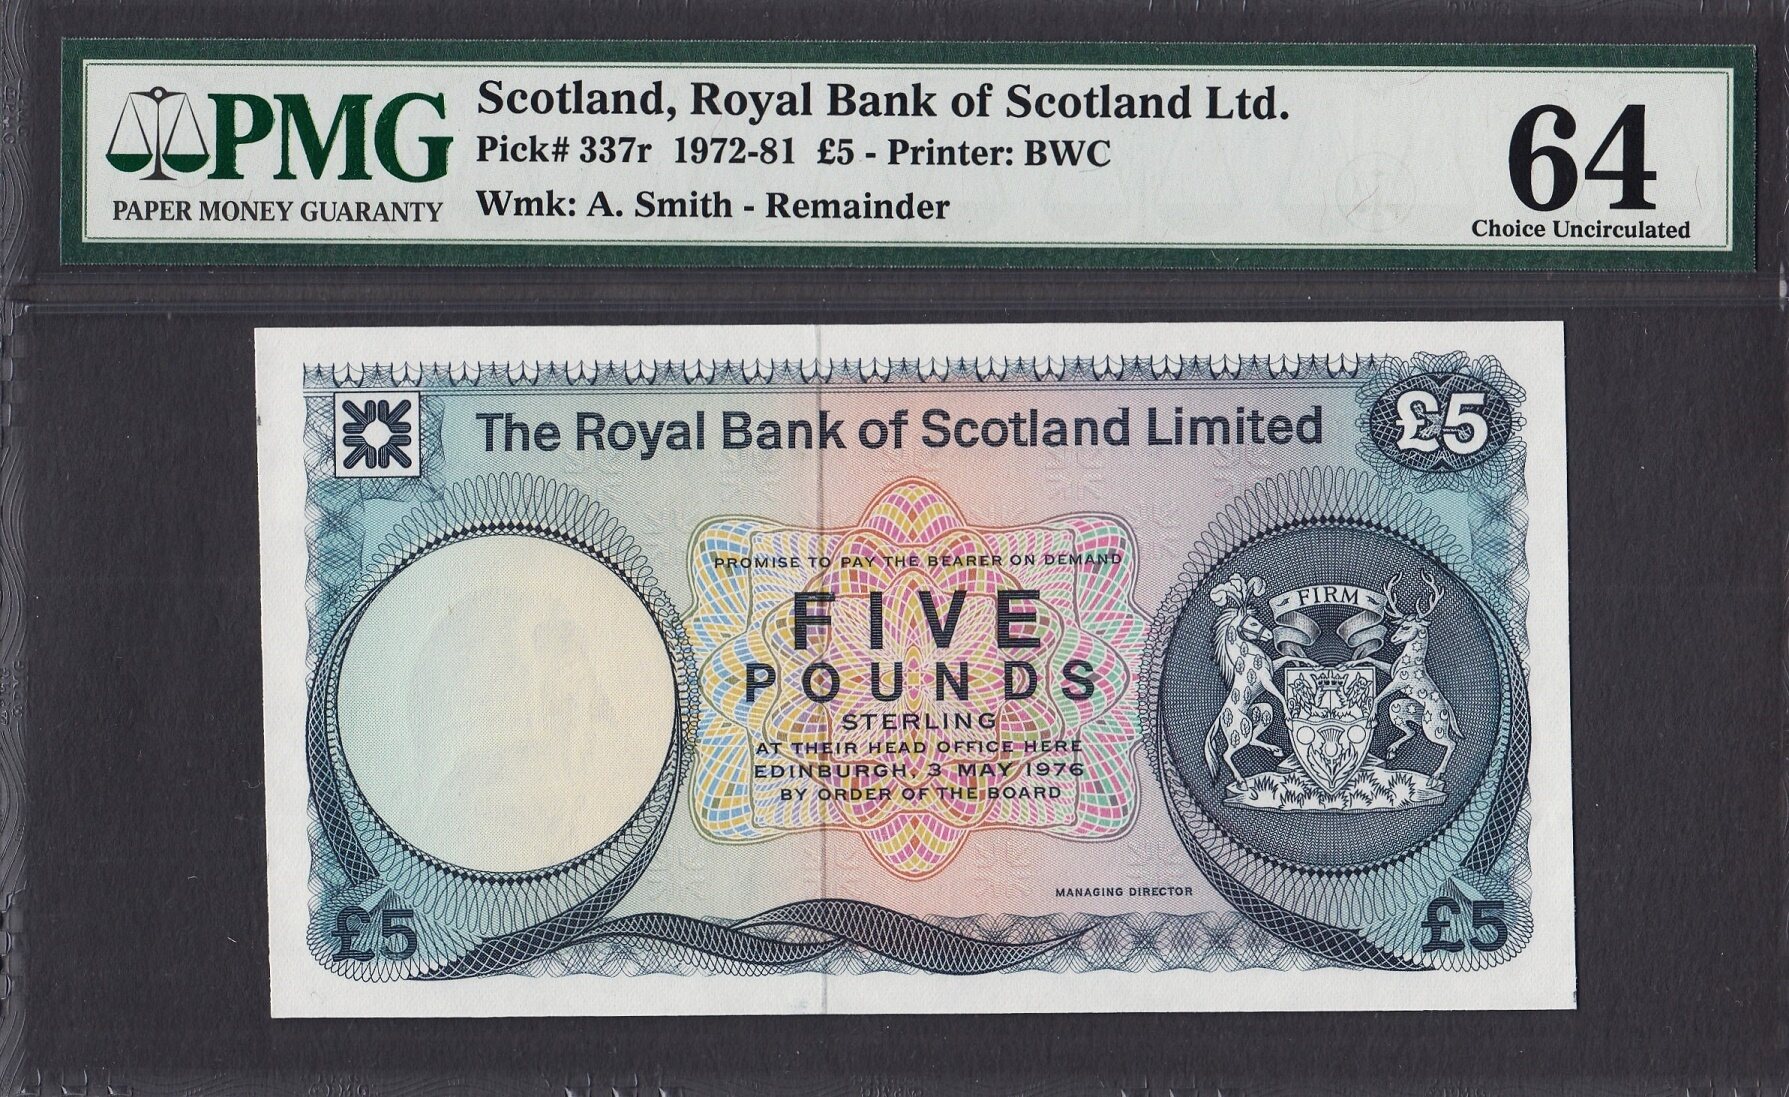 PMG
PAPER MONEY GUARANTY
Scotland, Royal Bank of Scotland Ltd.
Pick# 337r 1972-81 £5 - Printer: BWC
Wmk: A. Smith - Remainder
64
Choice Uncirculated
The Royal Bank of Scotland Limited
£5
PROMISE TO PAY THE BEARER ON DEMAND
FIVE
POUNDS
STERLING
AT THEIR HEAD OFFICE HERE
EDINBURGH, 3 MAY 1976
BY ORDER OF THE BOARD
FIRM
MANAGING DIRECTOR
£5
£5